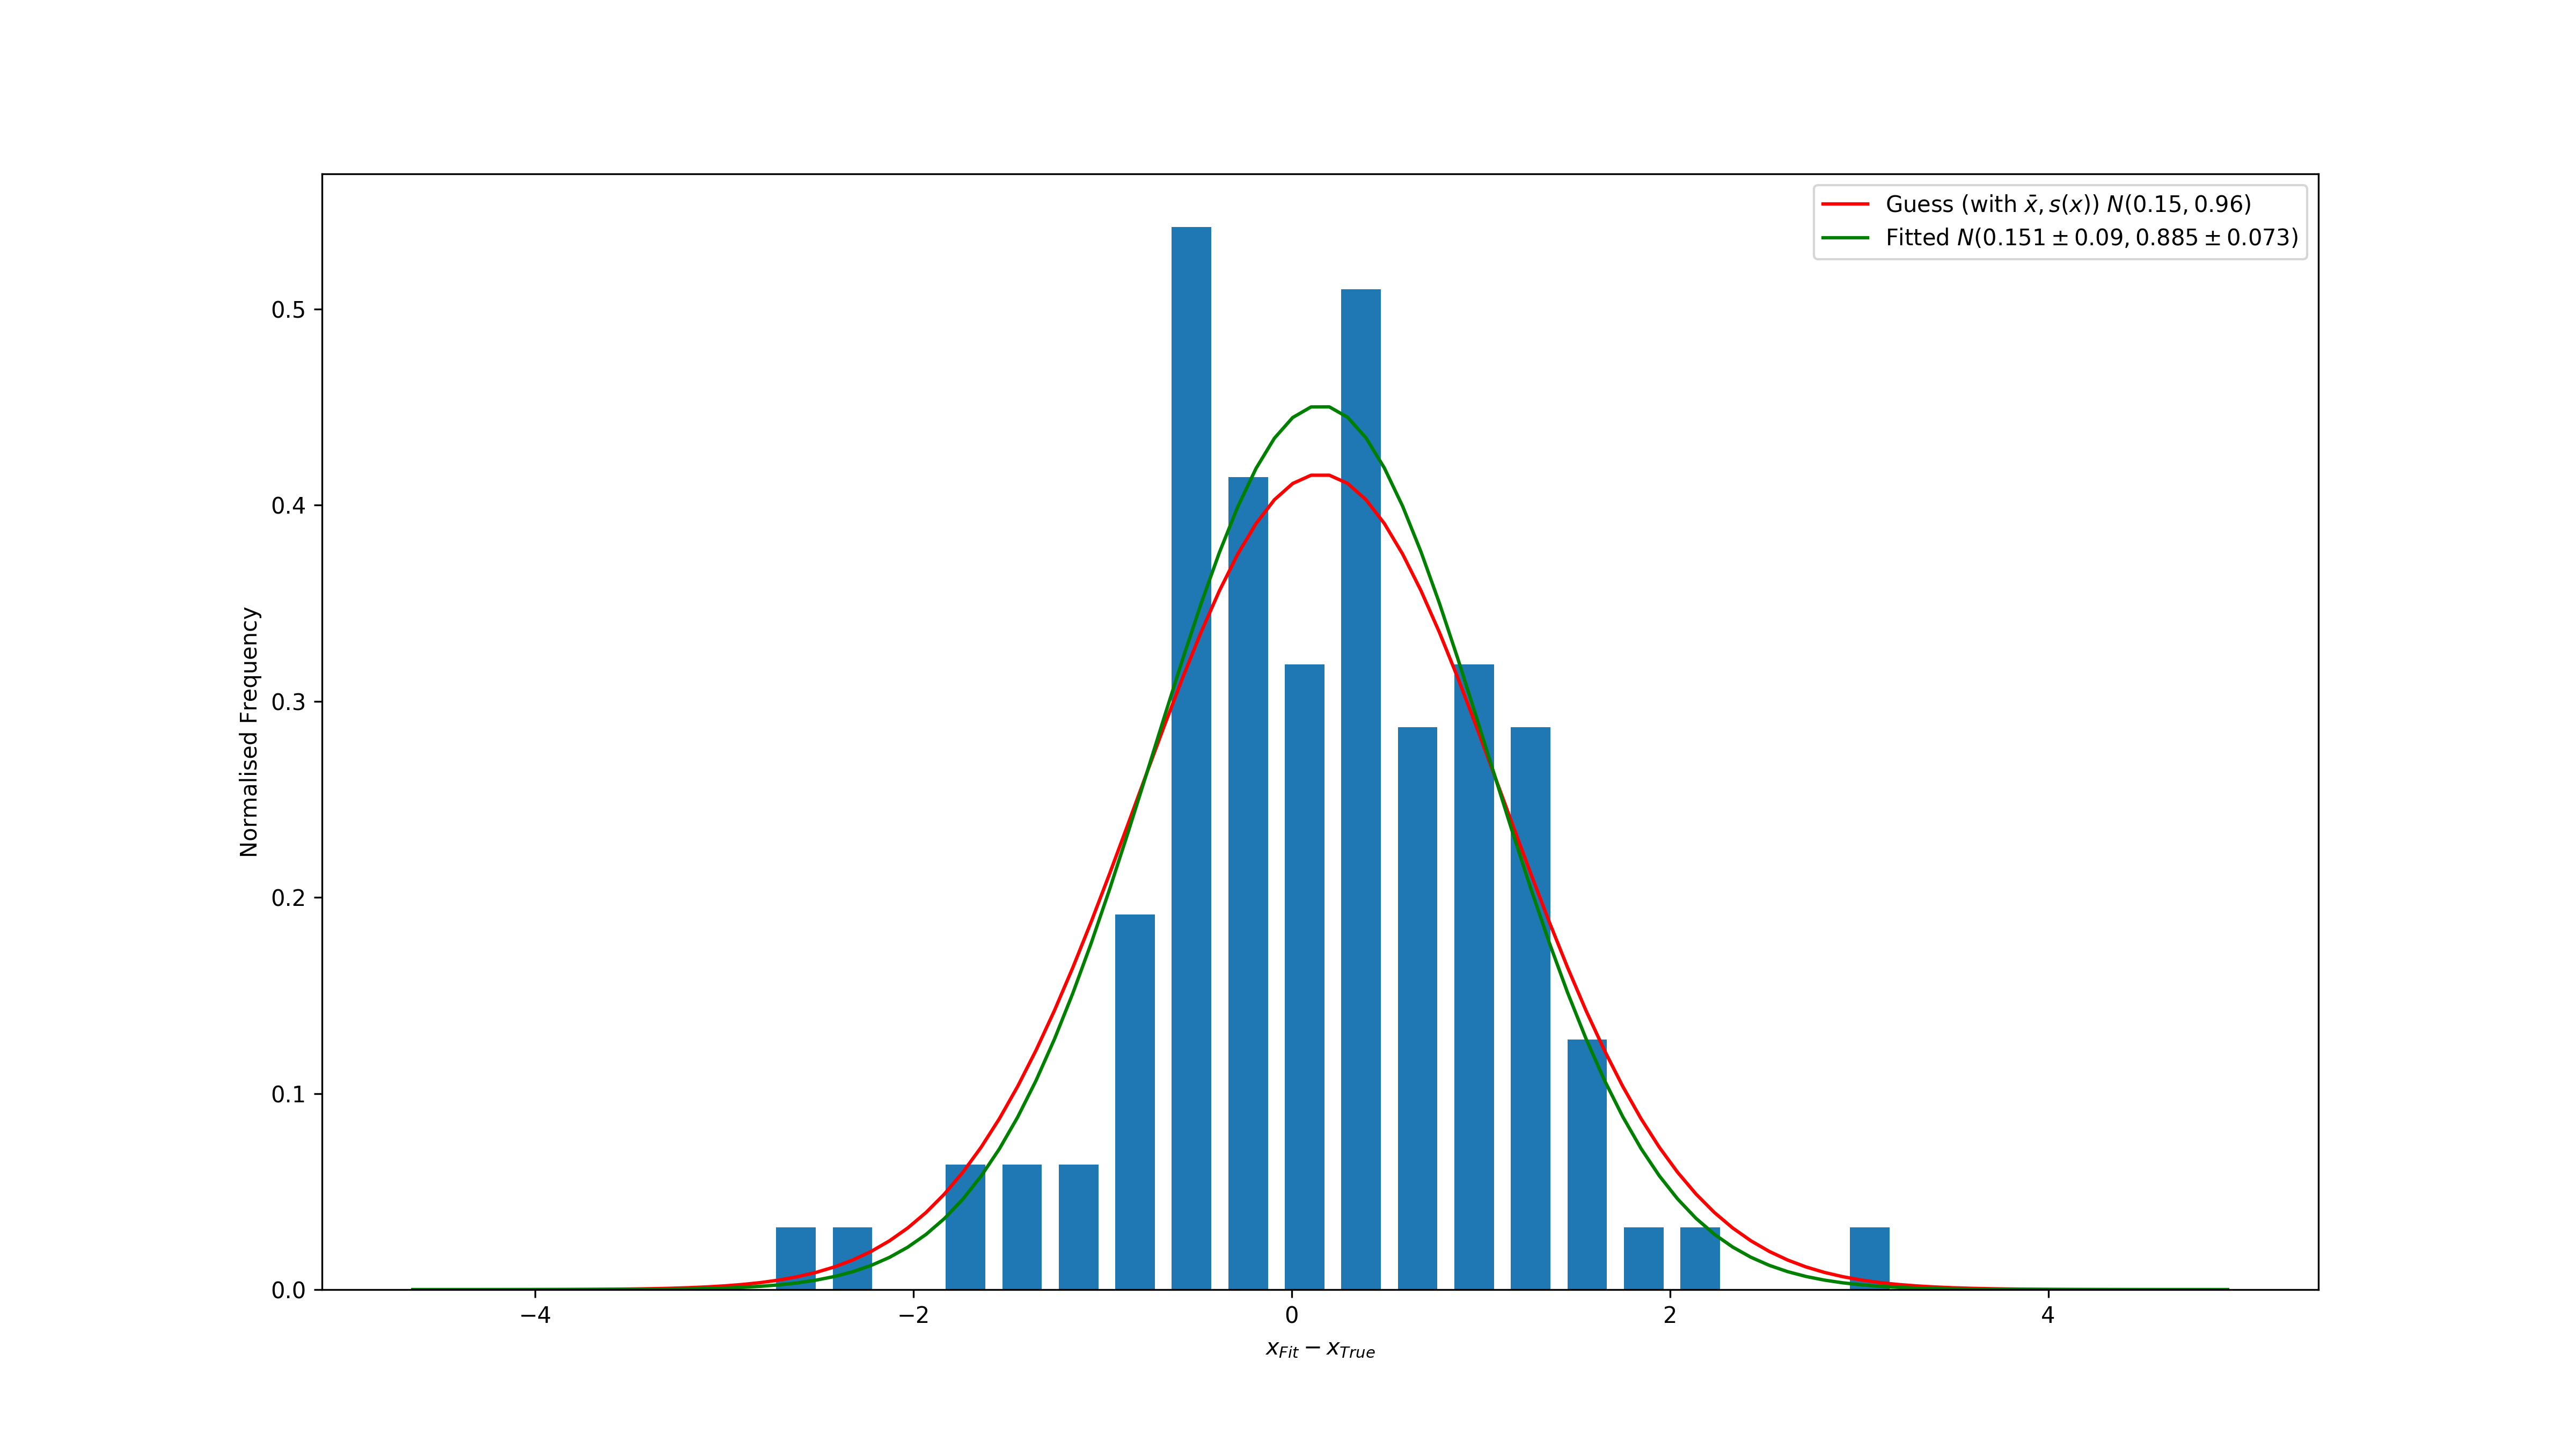 Guess (with x̄, s(x)) N(0.15, 0.96)
Fitted N(0.151 ± 0.09, 0.885 ± 0.073)
Normalised Frequency
0.5
0.4
0.3
0.2
0.1
0.0
−4 −2 0 2 4
x_Fit − x_True